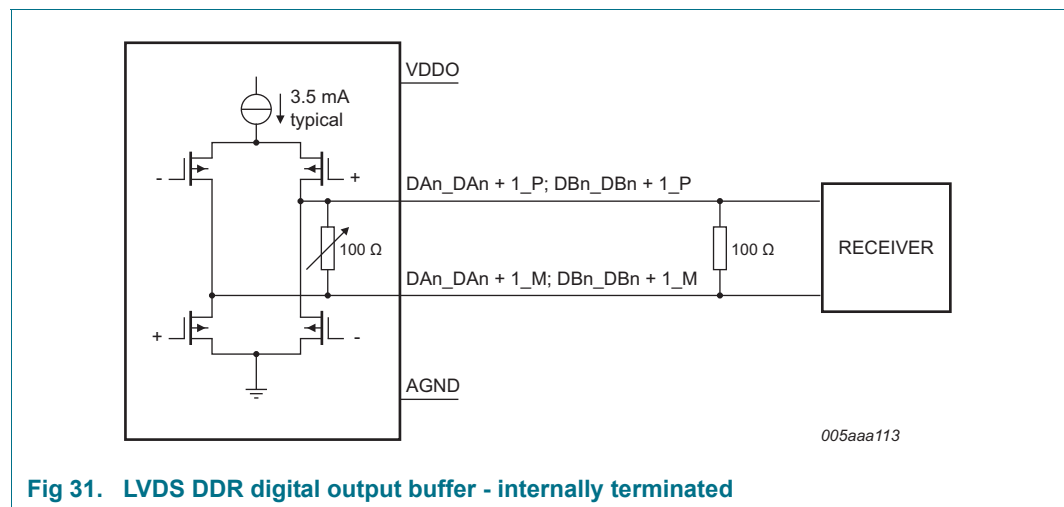 VDDO
3.5 mA
typical
-
+
DAn_DAn + 1_P; DBn_DBn + 1_P
100 Ω
100 Ω
RECEIVER
DAn_DAn + 1_M; DBn_DBn + 1_M
+
-
AGND
005aaa113
Fig 31. LVDS DDR digital output buffer - internally terminated